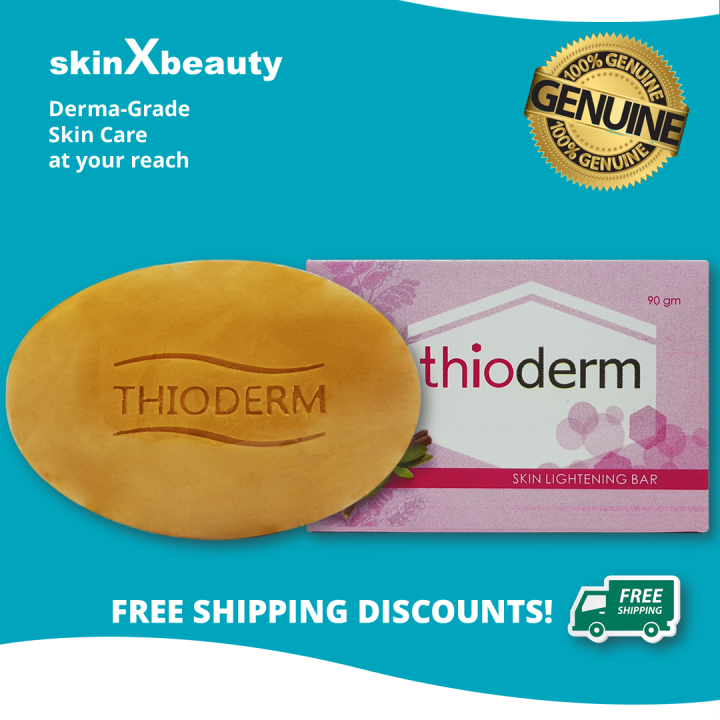 skinXbeauty
Derma-Grade
Skin Care
at your reach
100% GENUINE
GENUINE
100% GENUINE
90 gm
thioderm
THIODERM
SKIN LIGHTENING BAR
FREE SHIPPING DISCOUNTS!
FREE
SHIPPING